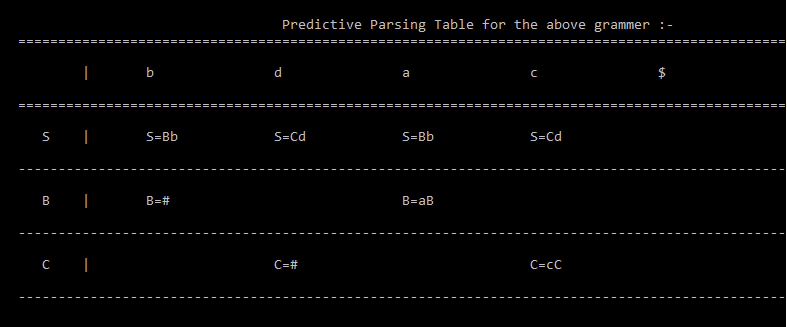 Predictive Parsing Table for the above grammer :-
================================================================================================
| b d a c $
================================================================================================
S | S=Bb S=Cd S=Bb S=Cd
------------------------------------------------------------------------------------------------
B | B=# B=aB
------------------------------------------------------------------------------------------------
C | C=# C=cC
------------------------------------------------------------------------------------------------